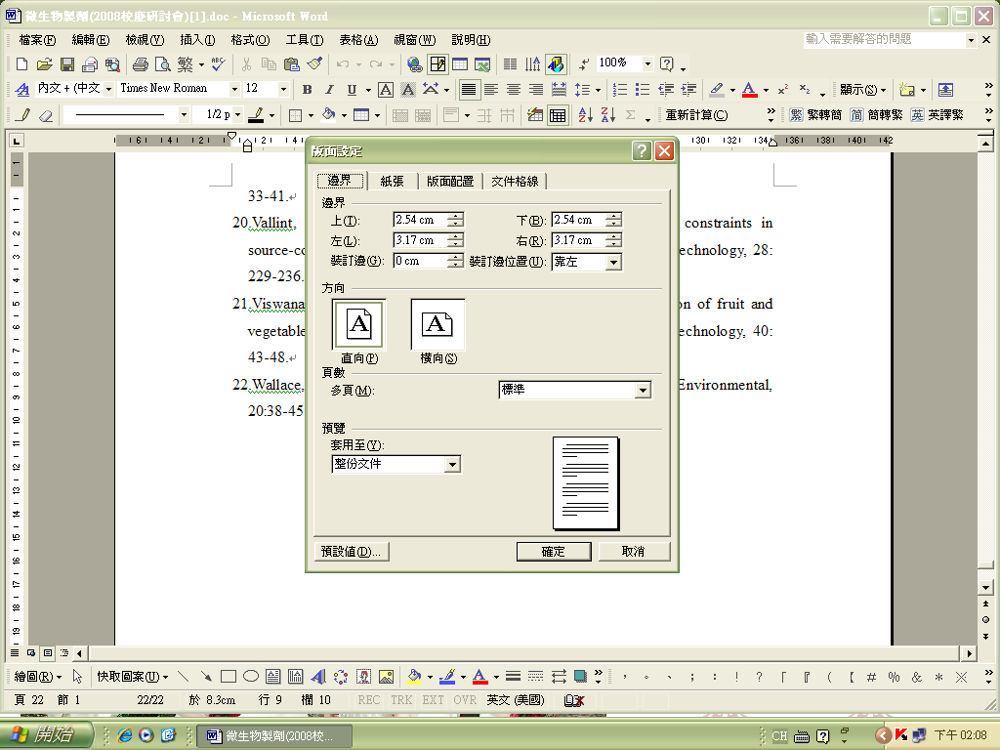 微生物製劑(2008校慶研討會)[1].doc - Microsoft Word
檔案(F) 編輯(E) 檢視(V) 插入(I) 格式(O) 工具(T) 表格(A) 視窗(W) 說明(H) 輸入需要解答的問題
100%
內文 + (中文 Times New Roman 12 B I U A A 顯示(S)
1/2 p 重新計算(C) 繁 繁轉簡 簡 簡轉繁 英 英譯繁
版面設定
邊界 紙張 版面配置 文件格線
邊界
上(T): 2.54 cm 下(B): 2.54 cm
左(L): 3.17 cm 右(R): 3.17 cm
裝訂邊(G): 0 cm 裝訂邊位置(U): 靠左
方向
直向(P) 橫向(S)
頁數
多頁(M): 標準
預覽
套用至(Y):
整份文件
預設值(D)... 確定 取消
33-41.
20.Vallint, constraints in
source-co echnology, 28:
229-236.
21.Viswana on of fruit and
vegetable echnology, 40:
43-48.
22.Wallace, Environmental,
20:38-45
繪圖(R) 快取圖案(U)
頁 22 節 1 22/22 於 8.3cm 行 9 欄 10 REC TRK EXT OVR 英文 (美國)
開始 微生物製劑(2008校... CH 下午 02:08